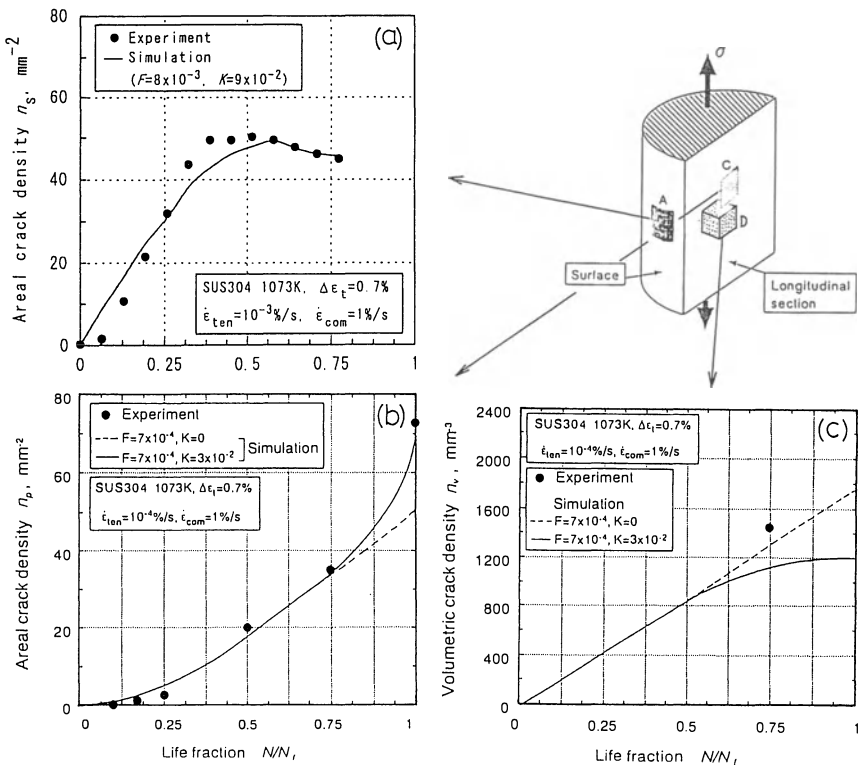 80
60
40
20
0
Areal crack density nₛ, mm⁻²
(a)
● Experiment
— Simulation
(F=8x10⁻³, K=9x10⁻²)
SUS304 1073K, Δεₜ=0.7%
ε̇ten=10⁻³%/s, ε̇com=1%/s
0 0.25 0.5 0.75 1
σ
A
C
D
Surface
Longitudinal
section
80
60
40
20
0
Areal crack density nₚ, mm⁻²
(b)
● Experiment
--- F=7x10⁻⁴, K=0
— F=7x10⁻⁴, K=3x10⁻²
Simulation
SUS304 1073K, Δεₜ=0.7%
ε̇ten=10⁻⁴%/s, ε̇com=1%/s
0 0.25 0.5 0.75 1
Life fraction N/Nf
2400
2000
1600
1200
800
400
0
Volumetric crack density nᵥ, mm⁻³
(c)
SUS304 1073K, Δεₜ=0.7%
ε̇ten=10⁻⁴%/s, ε̇com=1%/s
● Experiment
Simulation
--- F=7x10⁻⁴, K=0
— F=7x10⁻⁴, K=3x10⁻²
0 0.25 0.5 0.75 1
Life fraction N/Nf